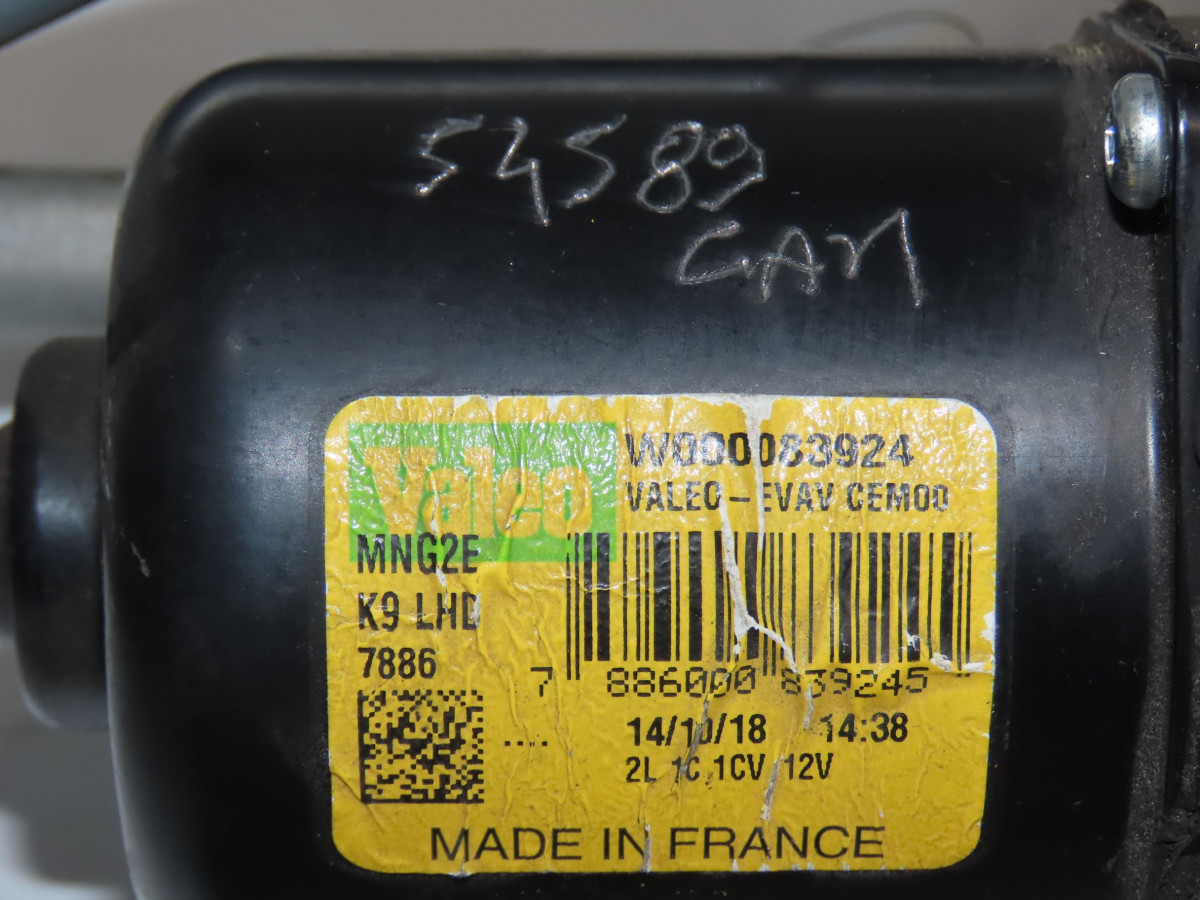 54589
CAM
Valeo
W000083924
VALEO - EVAV CEM00
MNG2E
K9 LHD
7886
7 886000 839245
14/10/18 14:38
2L 1C 1CV 12V
MADE IN FRANCE